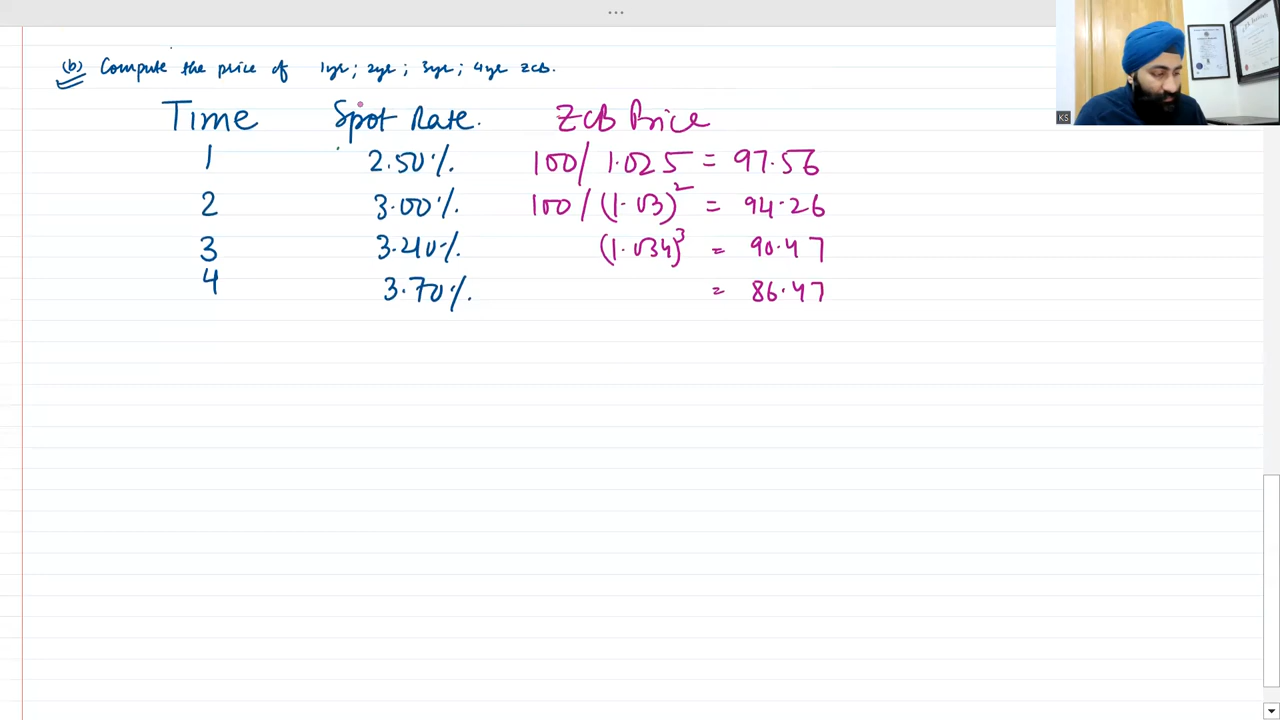 (b) Compute the price of 1yr; 2yr; 3yr; 4yr zcb.
Time Spot Rate. ZCB Price
1 2.50%. 100/ 1.025 = 97.56
2 3.00%. 100/(1.03)² = 94.26
3 3.40%. (1.034)³ = 90.47
4 3.70%. = 86.47
KS